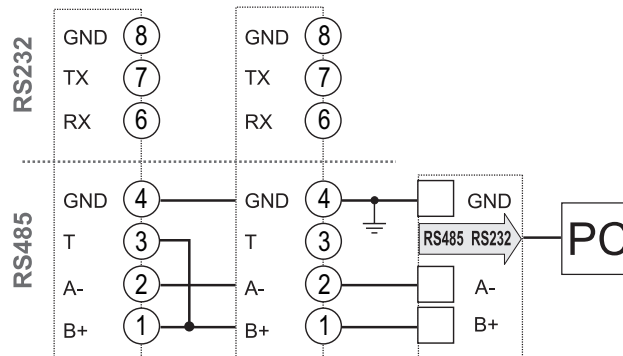 RS232
GND 8 GND 8
TX 7 TX 7
RX 6 RX 6
RS485
GND 4 GND 4 GND
T 3 T 3 RS485 RS232 PC
A- 2 A- 2 A-
B+ 1 B+ 1 B+